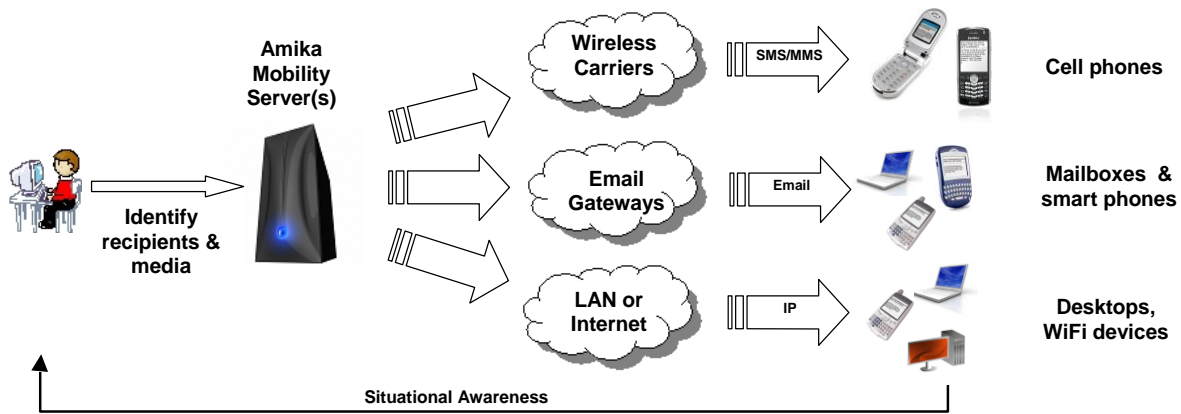 Amika
Mobility
Server(s)
Identify
recipients &
media
Wireless
Carriers
SMS/MMS
Cell phones
Email
Gateways
Email
Mailboxes &
smart phones
LAN or
Internet
IP
Desktops,
WiFi devices
Situational Awareness